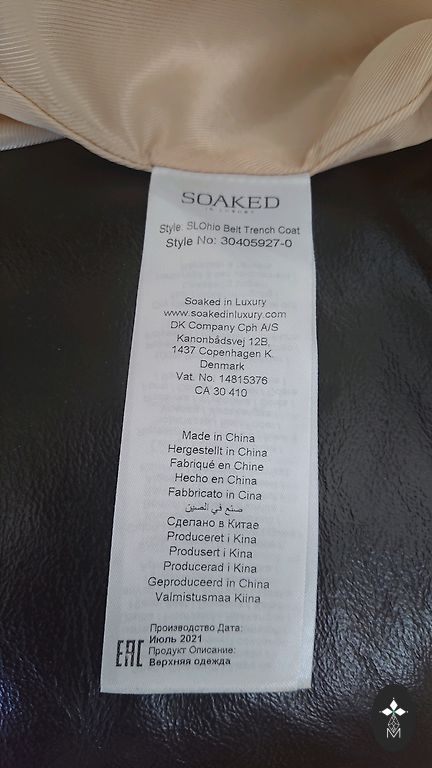 SOAKED
IN LUXURY
Style: SLOhio Belt Trench Coat
Style No: 30405927-0
Soaked in Luxury
www.soakedinluxury.com
DK Company Cph A/S
Kanonbådsvej 12B.
1437 Copenhagen K.
Denmark
Vat. No. 14815376
CA 30 410
Made in China
Hergestellt in China
Fabriqué en Chine
Hecho en China
Fabbricato in Cina
صنع في الصين
Сделано в Китае
Produceret i Kina
Produsert i Kina
Producerad i Kina
Geproduceerd in China
Valmistusmaa Kiina
Производство Дата:
Июль 2021
EAC Продукт Описание:
Верхняя одежда
M